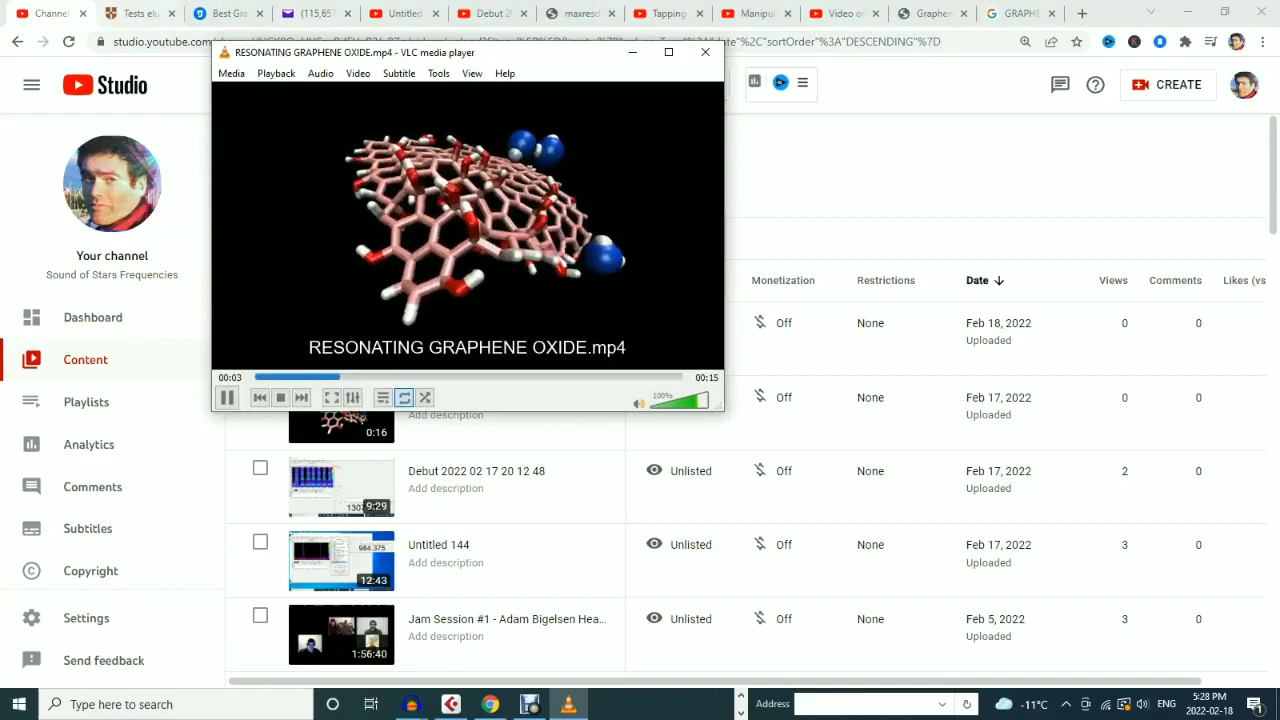 Channel
Tests elu
Best Gra
(115,65
Untitled
Debut 2
maxresd
Tapping
Manipul
Video o
Graphen
GRAPHE
studio.youtube.com
%2C"sortOrder"%3A"DESCENDING"%7D
RESONATING GRAPHENE OXIDE.mp4 - VLC media player
Media Playback Audio Video Subtitle Tools View Help
Studio
CREATE
RESONATING GRAPHENE OXIDE.mp4
00:03
00:15
100%
Your channel
Sound of Stars Frequencies
Dashboard
Content
Playlists
Analytics
Comments
Subtitles
Copyright
Settings
Send feedback
Monetization Restrictions Date Views Comments Likes (vs
Off None Feb 18, 2022 0 0
Uploaded
Off None Feb 17, 2022 0 0
Add description Uploaded
0:16
Debut 2022 02 17 20 12 48 Unlisted Off None Feb 17, 2022 2 0
Add description Uploaded
9:29
Untitled 144 Unlisted Off None Feb 17, 2022 3 0
984.375
Add description Uploaded
12:43
Jam Session #1 - Adam Bigelsen Hea... Unlisted Off None Feb 5, 2022 3 0
Add description Uploaded
1:56:40
Type here to search
Address
-11°C
ENG
5:28 PM
2022-02-18